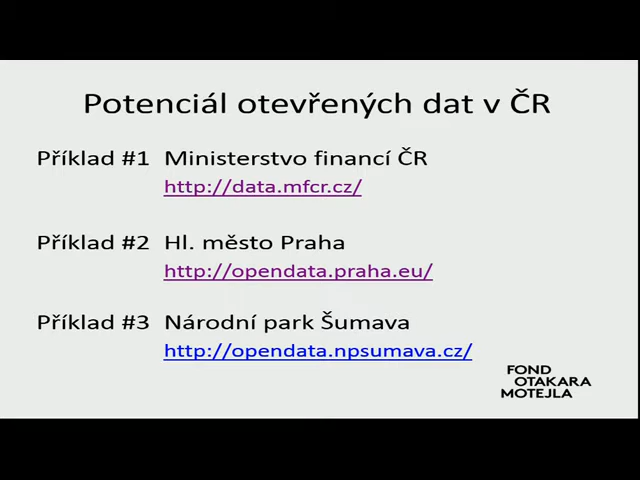 Potenciál otevřených dat v ČR
Příklad #1 Ministerstvo financí ČR
http://data.mfcr.cz/
Příklad #2 Hl. město Praha
http://opendata.praha.eu/
Příklad #3 Národní park Šumava
http://opendata.npsumava.cz/
FOND
OTAKARA
MOTEJLA